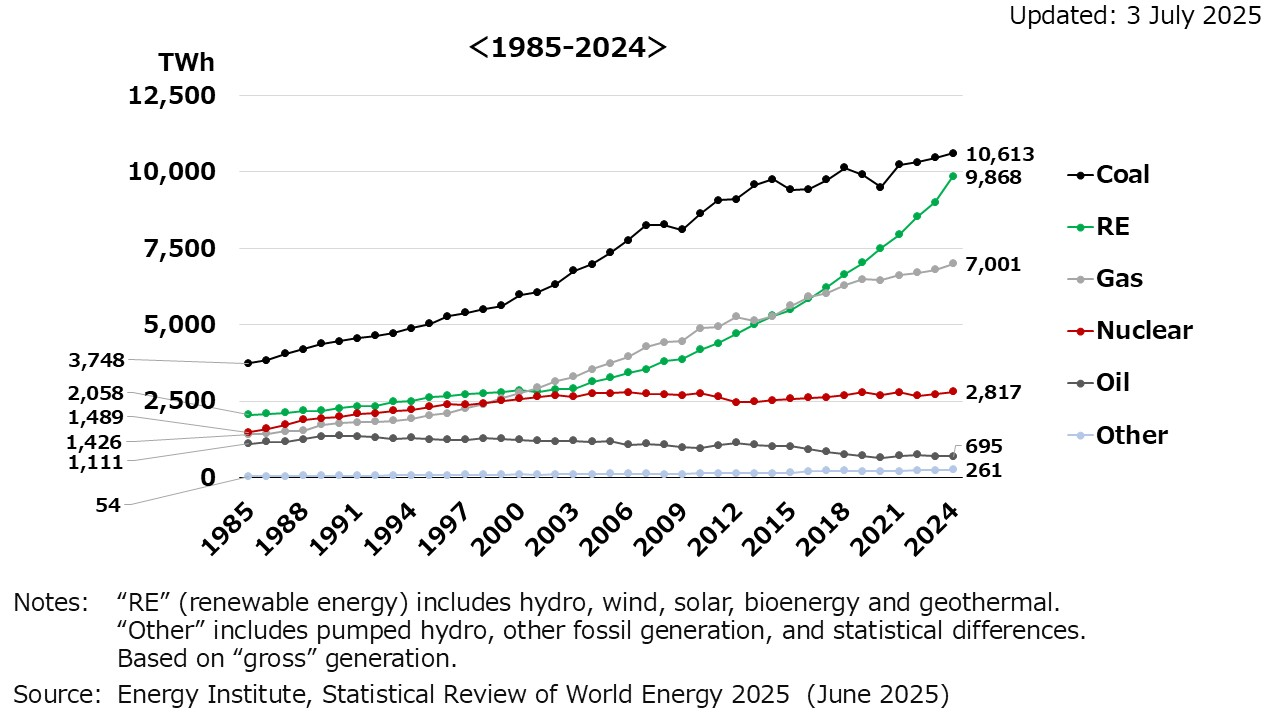 Updated: 3 July 2025
<1985-2024>
TWh
12,500
10,000
7,500
5,000
2,500
0
3,748
2,058
1,489
1,426
1,111
54
10,613
9,868
7,001
2,817
695
261
Coal
RE
Gas
Nuclear
Oil
Other
1985
1988
1991
1994
1997
2000
2003
2006
2009
2012
2015
2018
2021
2024
Notes: “RE” (renewable energy) includes hydro, wind, solar, bioenergy and geothermal.
“Other” includes pumped hydro, other fossil generation, and statistical differences.
Based on “gross” generation.
Source: Energy Institute, Statistical Review of World Energy 2025 (June 2025)